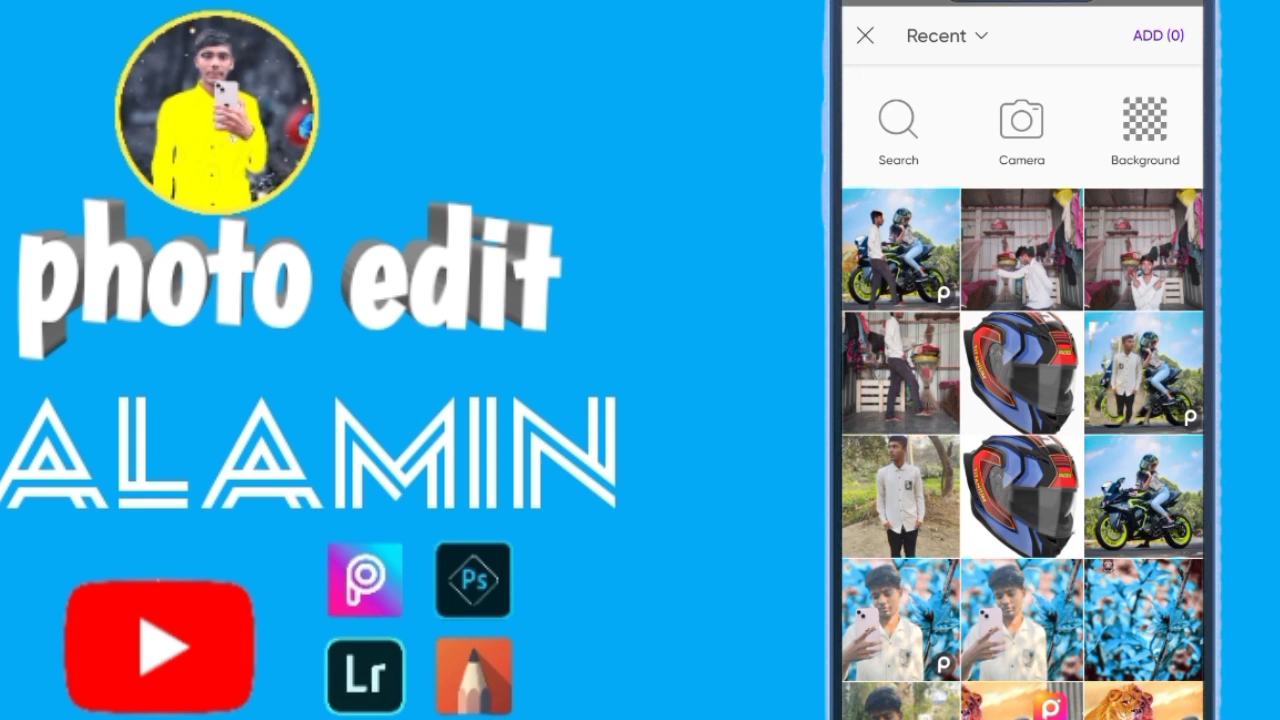 photo edit
ALAMIN
Ps
Lr
Recent
ADD (0)
Search
Camera
Background